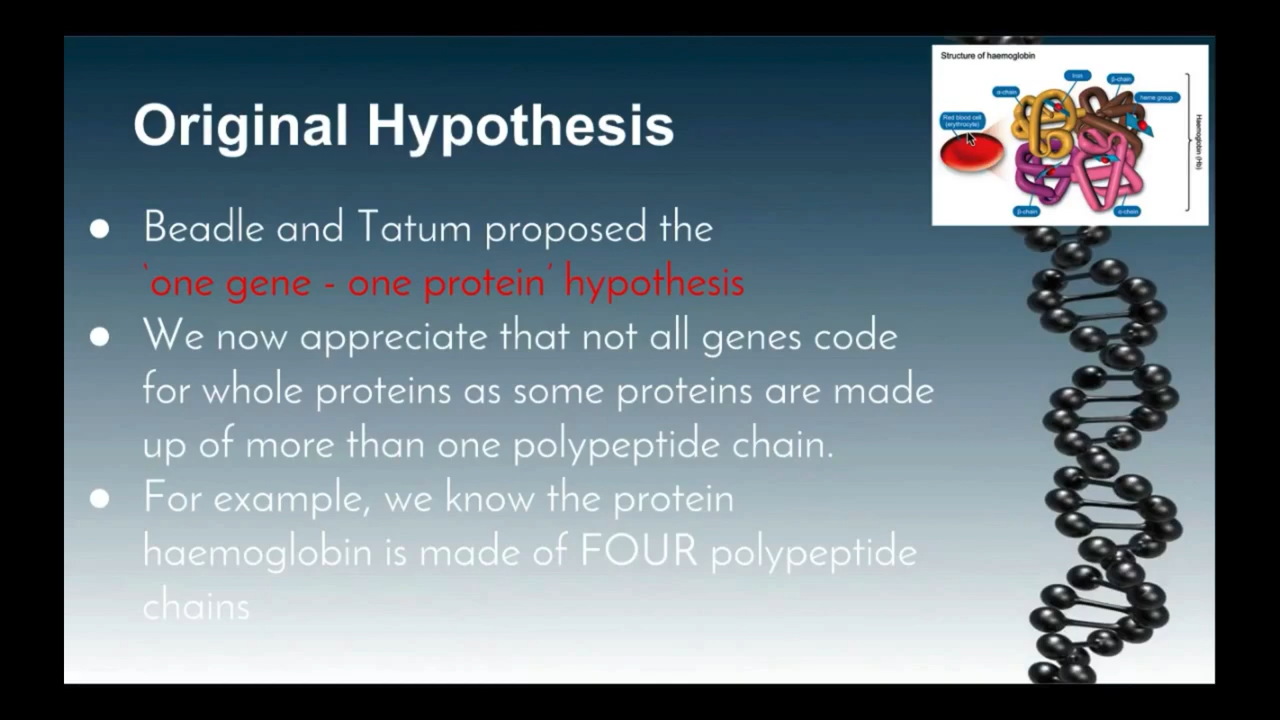 Original Hypothesis
Beadle and Tatum proposed the
‘one gene - one protein’ hypothesis
We now appreciate that not all genes code
for whole proteins as some proteins are made
up of more than one polypeptide chain.
For example, we know the protein
haemoglobin is made of FOUR polypeptide
chains
Structure of haemoglobin
Iron
β-chain
α-chain
heme group
Red blood cell
(erythrocyte)
Haemoglobin (Hb)
β-chain
α-chain